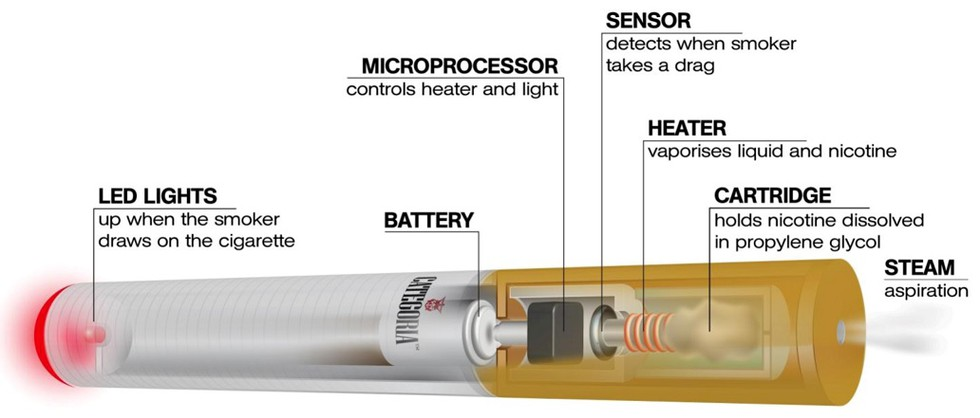 SENSOR
detects when smoker
takes a drag
MICROPROCESSOR
controls heater and light
HEATER
vaporises liquid and nicotine
LED LIGHTS
up when the smoker
draws on the cigarette
BATTERY
CARTRIDGE
holds nicotine dissolved
in propylene glycol
STEAM
aspiration
CATEGORIA